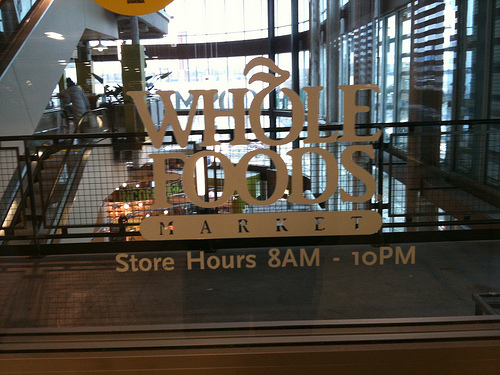 WHOLE
FOODS
MARKET
Store Hours 8AM - 10PM